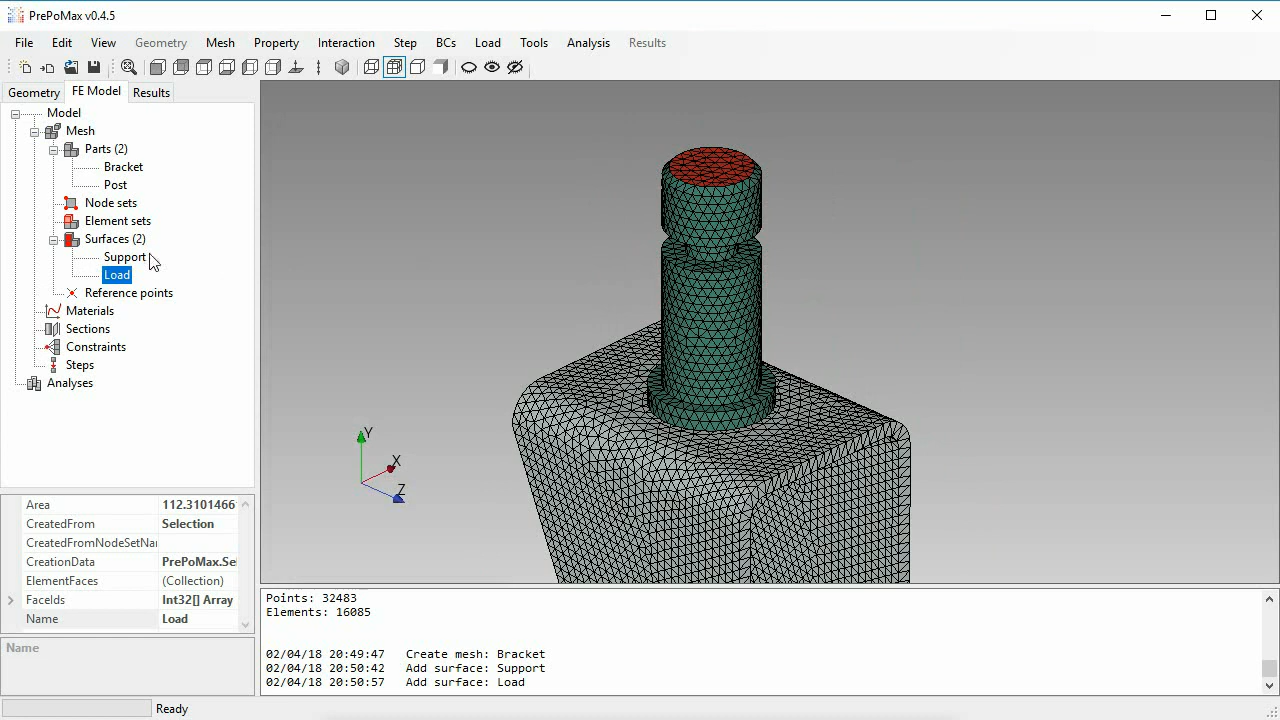 PrePoMax v0.4.5
File Edit View Geometry Mesh Property Interaction Step BCs Load Tools Analysis Results
Geometry FE Model Results
Model
Mesh
Parts (2)
Bracket
Post
Node sets
Element sets
Surfaces (2)
Support
Load
Reference points
Materials
Sections
Constraints
Steps
Analyses
Y
X
Z
Area 112.3101466
CreatedFrom Selection
CreatedFromNodeSetNa
CreationData PrePoMax.Se
ElementFaces (Collection)
FaceIds Int32[] Array
Name Load
Name
Points: 32483
Elements: 16085
02/04/18 20:49:47 Create mesh: Bracket
02/04/18 20:50:42 Add surface: Support
02/04/18 20:50:57 Add surface: Load
Ready